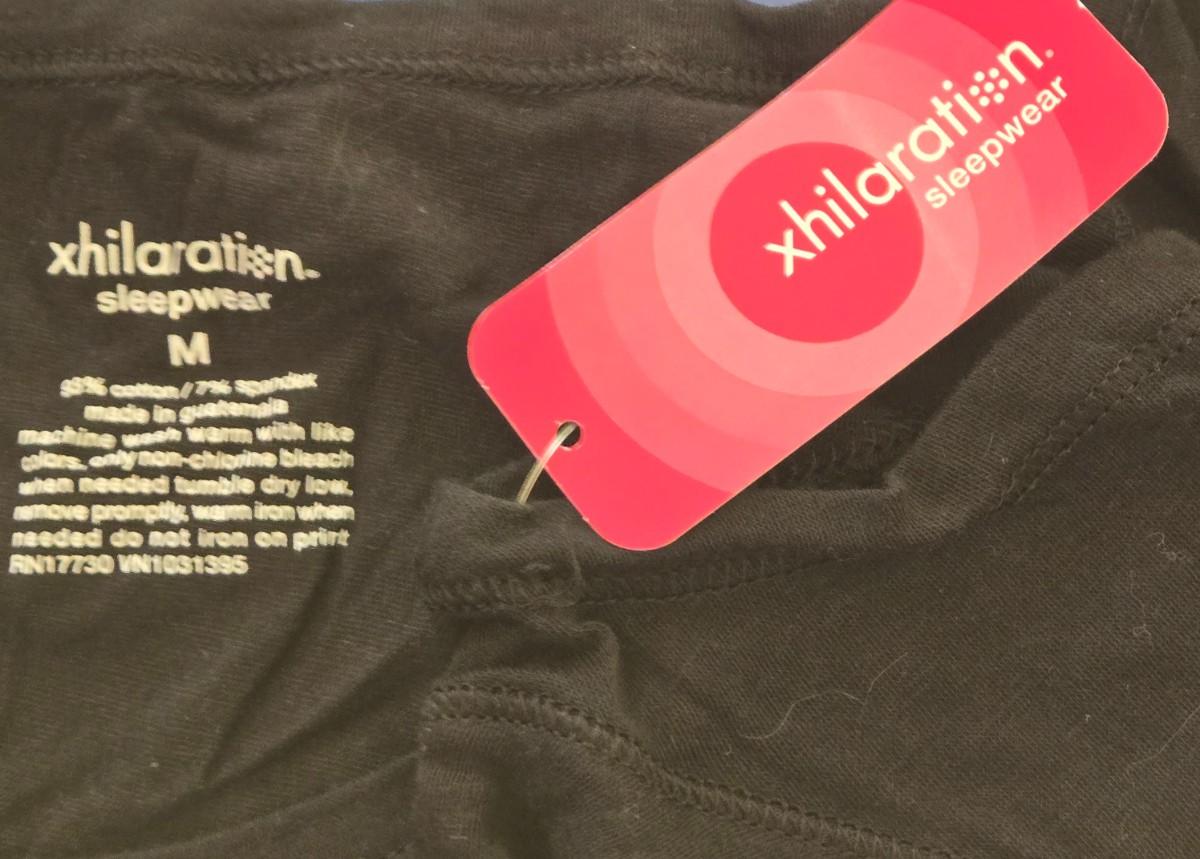 xhilaration.
sleepwear
M
93% cotton/7% spandex
made in guatemala
machine wash warm with like
colors. only non-chlorine bleach
when needed tumble dry low.
remove promptly. warm iron when
needed do not iron on print
RN17730 VN1031395
xhilaration.
sleepwear